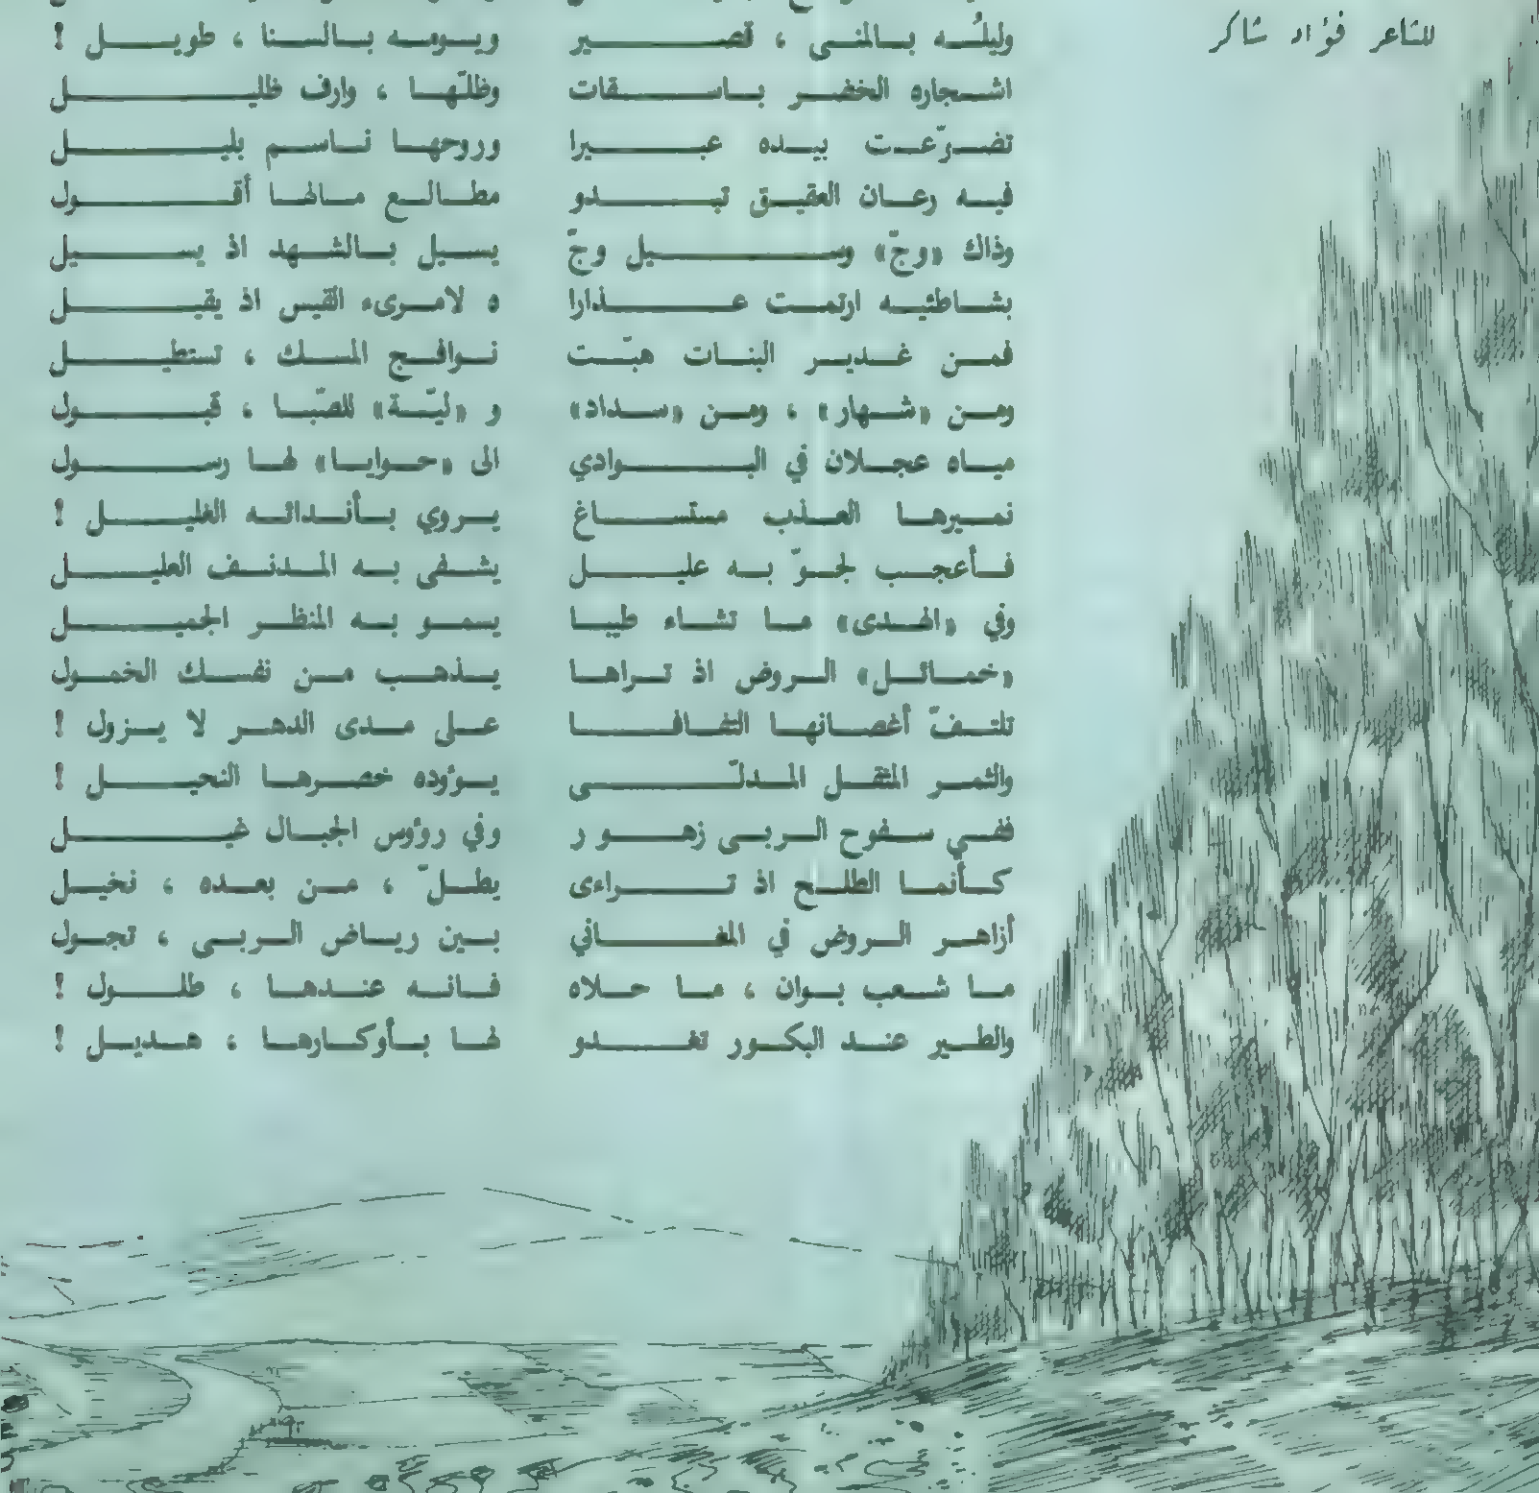 للشاعر فؤاد شاكر
وليلُه بالمنى ، قصير ويومه بالسنا ، طويل !
اشجاره الخضر باسقات وظلّها ، وارف ظليل
تضوّعت بيده عبيرا وروحها ناسم بليل
فيه رعان العقيق تبدو مطالع مالها أقول
وذاك «وجّ» وسيل وجّ يسيل بالشهد اذ يسيل
بشاطئيه ارتمت عذارا ه لامرىء القيس اذ يقيل
فمن غدير البنات هبّت نوافج المسك ، تستطيل
ومن «شهار» ، ومن «سداد» و «ليّة» للصّبا ، قبول
مياه عجلان في البوادي الى «حوايا» لها رسول
نميرها العذب مستساغ يروي بأندائه الغليل !
فأعجب لجوّ به عليل يشفى به المدنف العليل
وفي «الهدى» ما تشاء طيبا يسمو به المنظر الجميل
«خمائل» الروض اذ تراها يذهب من نفسك الخمول
تلتفّ أغصانها التفافا على مدى الدهر لا يزول !
والثمر المثقل المدلّى يوؤده خصرها النحيل !
ففي سفوح الربى زهور وفي روؤس الجبال غيل
كأنما الطلح اذ تراءى يطلّ ، من بعده ، نخيل
أزاهر الروض في المغاني بين رياض الربى ، تجول
ما شعب بوان ، ما حلاه فانه عندها ، طلول !
والطير عند البكور تغدو لها بأوكارها ، هديل !